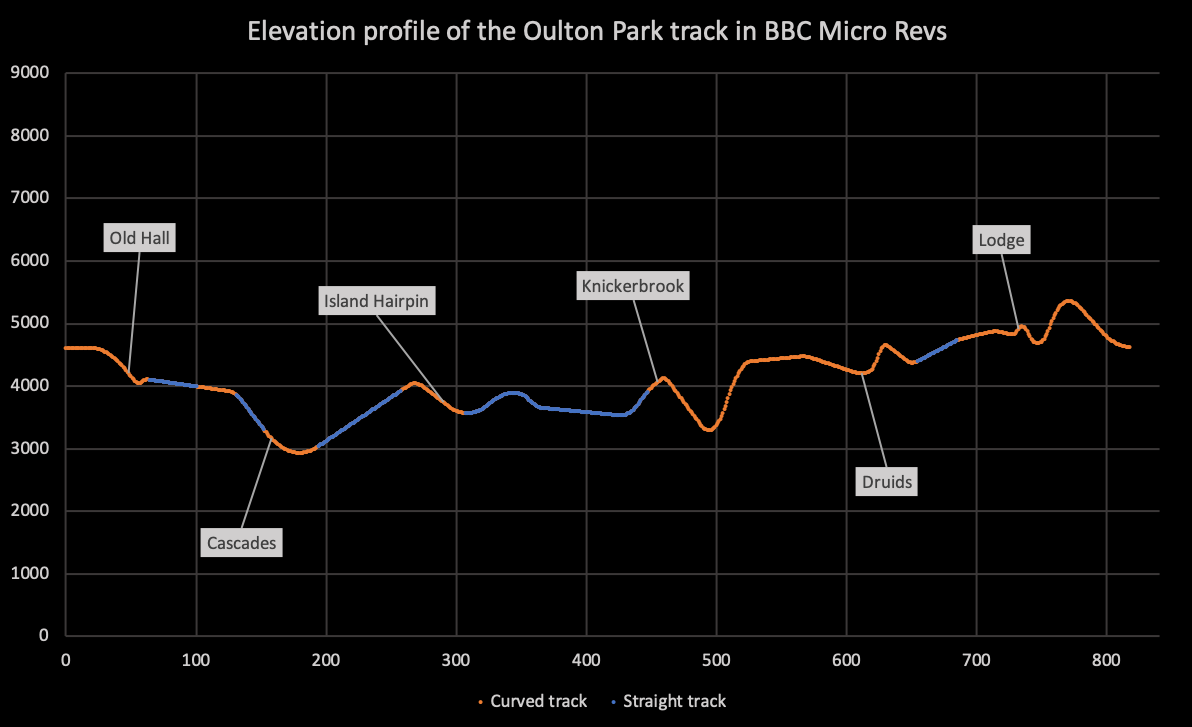 Elevation profile of the Oulton Park track in BBC Micro Revs
9000
8000
7000
6000
5000
4000
3000
2000
1000
0
Old Hall
Lodge
Knickerbrook
Island Hairpin
Druids
Cascades
0 100 200 300 400 500 600 700 800
Curved track Straight track